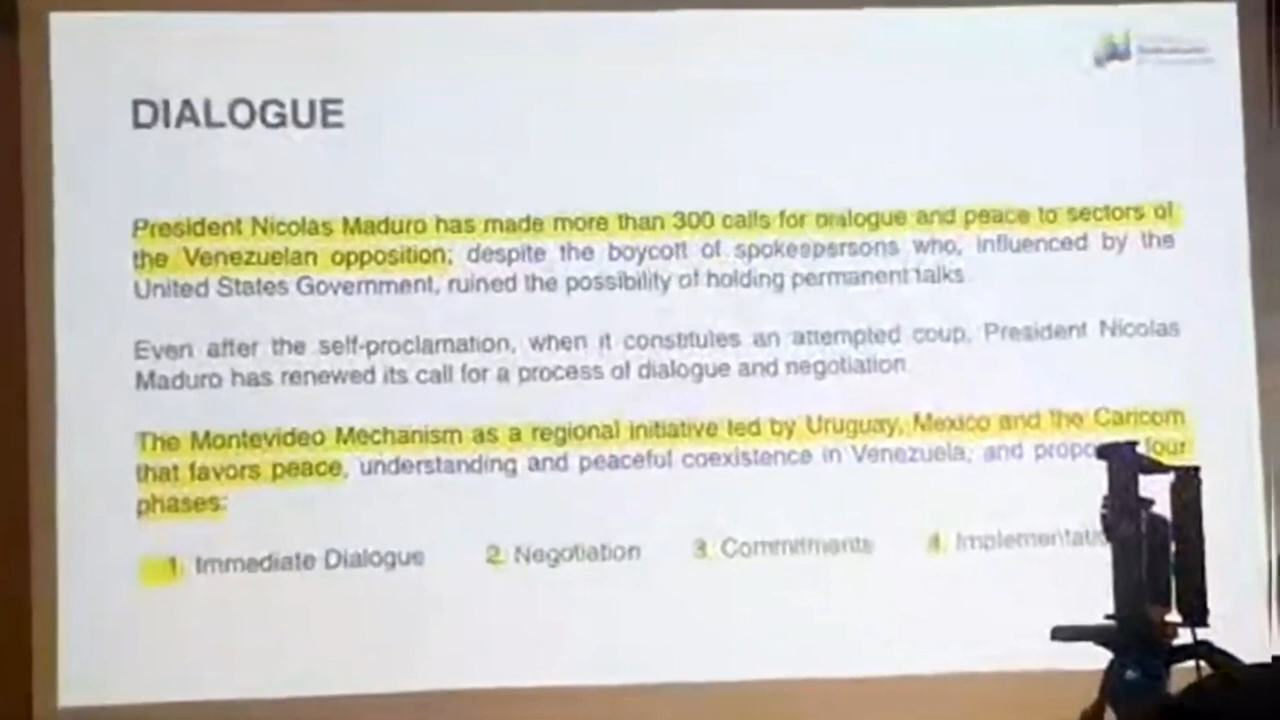 DIALOGUE
President Nicolas Maduro has made more than 300 calls for dialogue and peace to sectors of
the Venezuelan opposition; despite the boycott of spokespersons who, influenced by the
United States Government, ruined the possibility of holding permanent talks.
Even after the self-proclamation, when it constitutes an attempted coup, President Nicolas
Maduro has renewed its call for a process of dialogue and negotiation.
The Montevideo Mechanism as a regional initiative led by Uruguay, Mexico and the Caricom
that favors peace, understanding and peaceful coexistence in Venezuela, and four
phases:
1. Immediate Dialogue 2. Negotiation 3. Commitments 4.